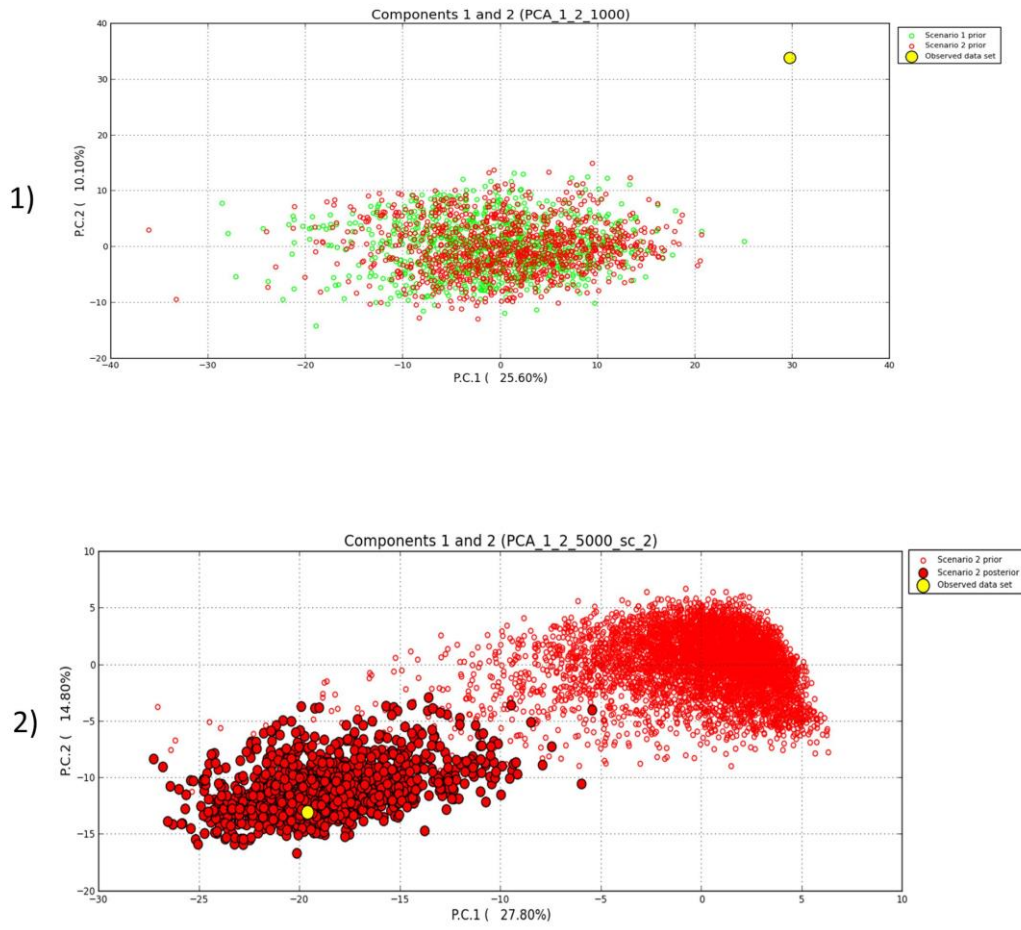 Components 1 and 2 (PCA_1_2_1000)
Scenario 1 prior
Scenario 2 prior
Observed data set
1)
P.C.2 ( 10.10%)
40
30
20
10
0
−10
−20
−40
−30
−20
−10
0
10
20
30
40
P.C.1 ( 25.60%)
Components 1 and 2 (PCA_1_2_5000_sc_2)
Scenario 2 prior
Scenario 2 posterior
Observed data set
2)
P.C.2 ( 14.80%)
10
5
0
−5
−10
−15
−20
−30
−25
−20
−15
−10
−5
0
5
10
P.C.1 ( 27.80%)